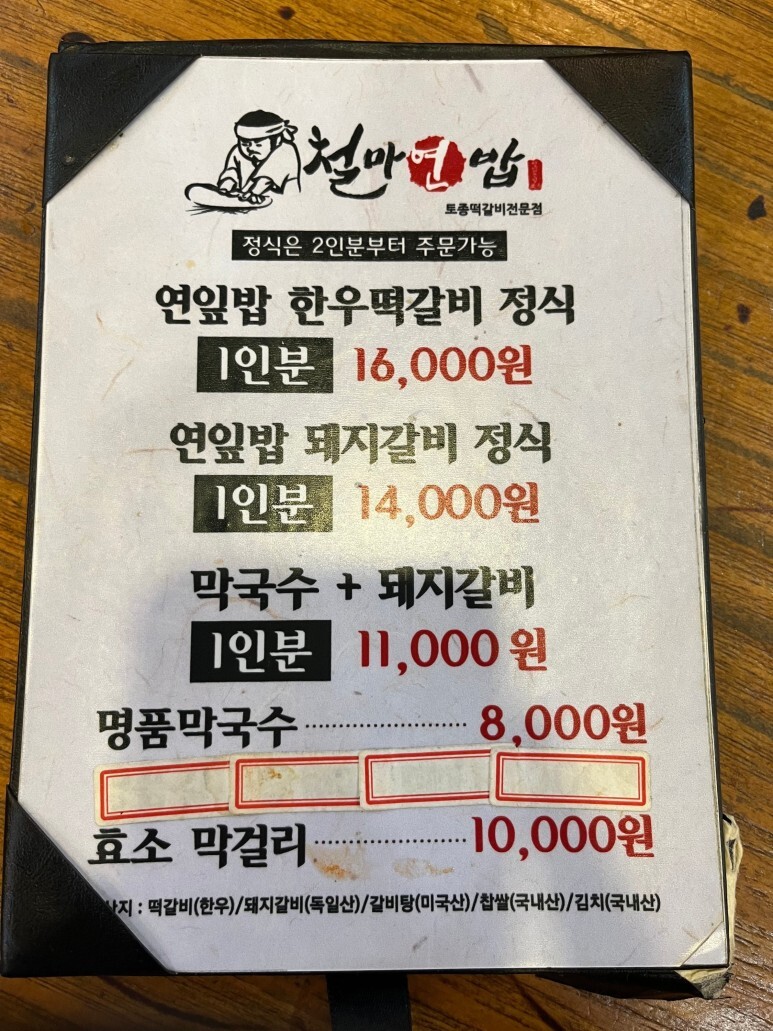 철마연밥
토종떡갈비전문점
정식은 2인분부터 주문가능
연잎밥 한우떡갈비 정식
1인분 16,000원
연잎밥 돼지갈비 정식
1인분 14,000원
막국수 + 돼지갈비
1인분 11,000원
명품막국수 ........................ 8,000원
효소 막걸리 ........................ 10,000원
산지 : 떡갈비(한우)/돼지갈비(독일산)/갈비탕(미국산)/찹쌀(국내산)/김치(국내산)